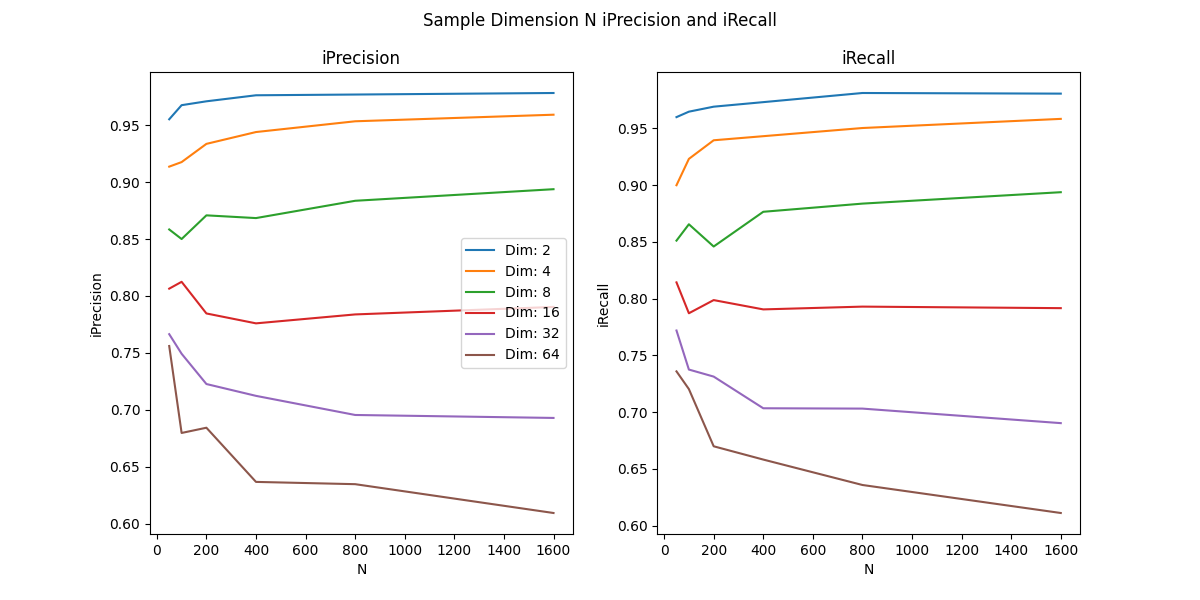 Sample Dimension N iPrecision and iRecall
iPrecision
iPrecision
0.95
0.90
0.85
0.80
0.75
0.70
0.65
0.60
0 200 400 600 800 1000 1200 1400 1600
N
Dim: 2
Dim: 4
Dim: 8
Dim: 16
Dim: 32
Dim: 64
iRecall
iRecall
0.95
0.90
0.85
0.80
0.75
0.70
0.65
0.60
0 200 400 600 800 1000 1200 1400 1600
N